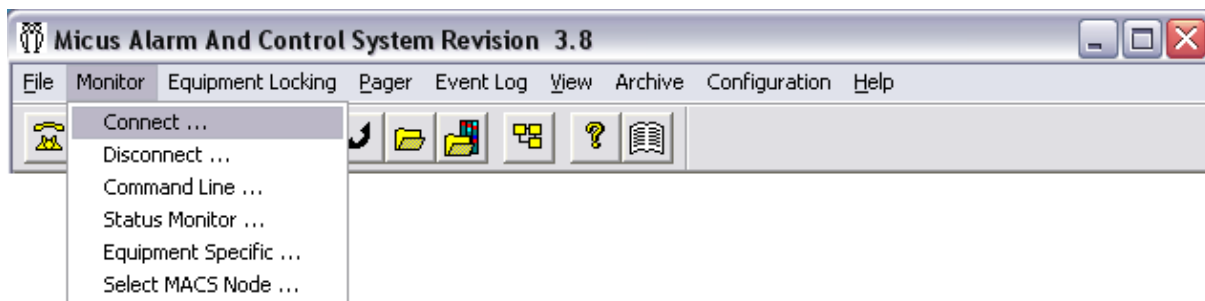 Micus Alarm And Control System Revision 3.8
File Monitor Equipment Locking Pager Event Log View Archive Configuration Help
Connect ...
Disconnect ...
Command Line ...
Status Monitor ...
Equipment Specific ...
Select MACS Node ...